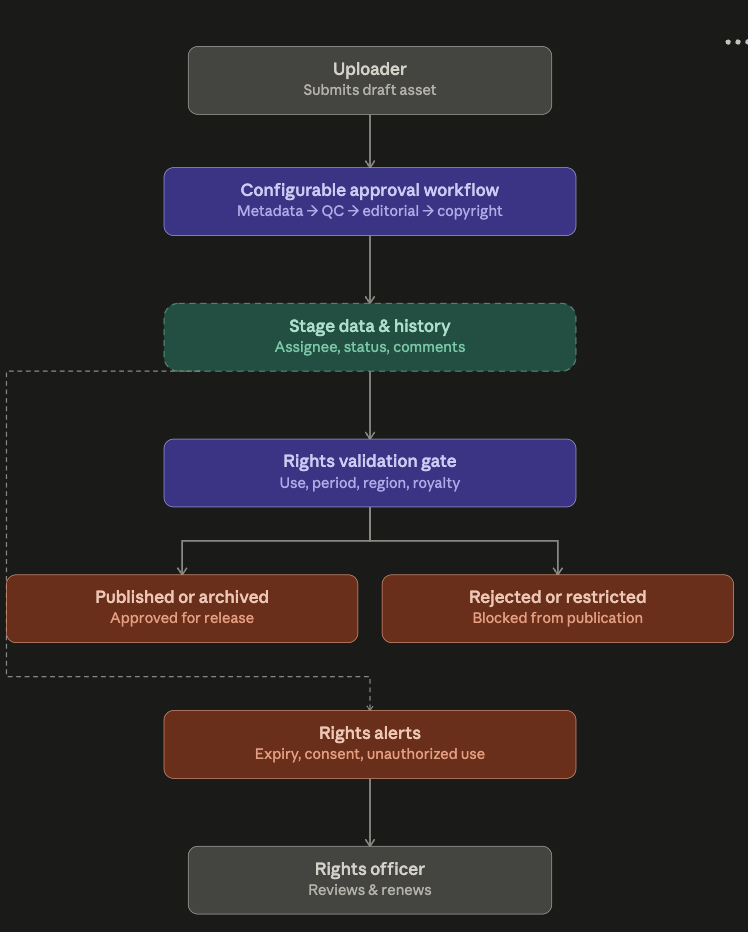 Uploader
Submits draft asset
Configurable approval workflow
Metadata → QC → editorial → copyright
Stage data & history
Assignee, status, comments
Rights validation gate
Use, period, region, royalty
Published or archived
Approved for release
Rejected or restricted
Blocked from publication
Rights alerts
Expiry, consent, unauthorized use
Rights officer
Reviews & renews